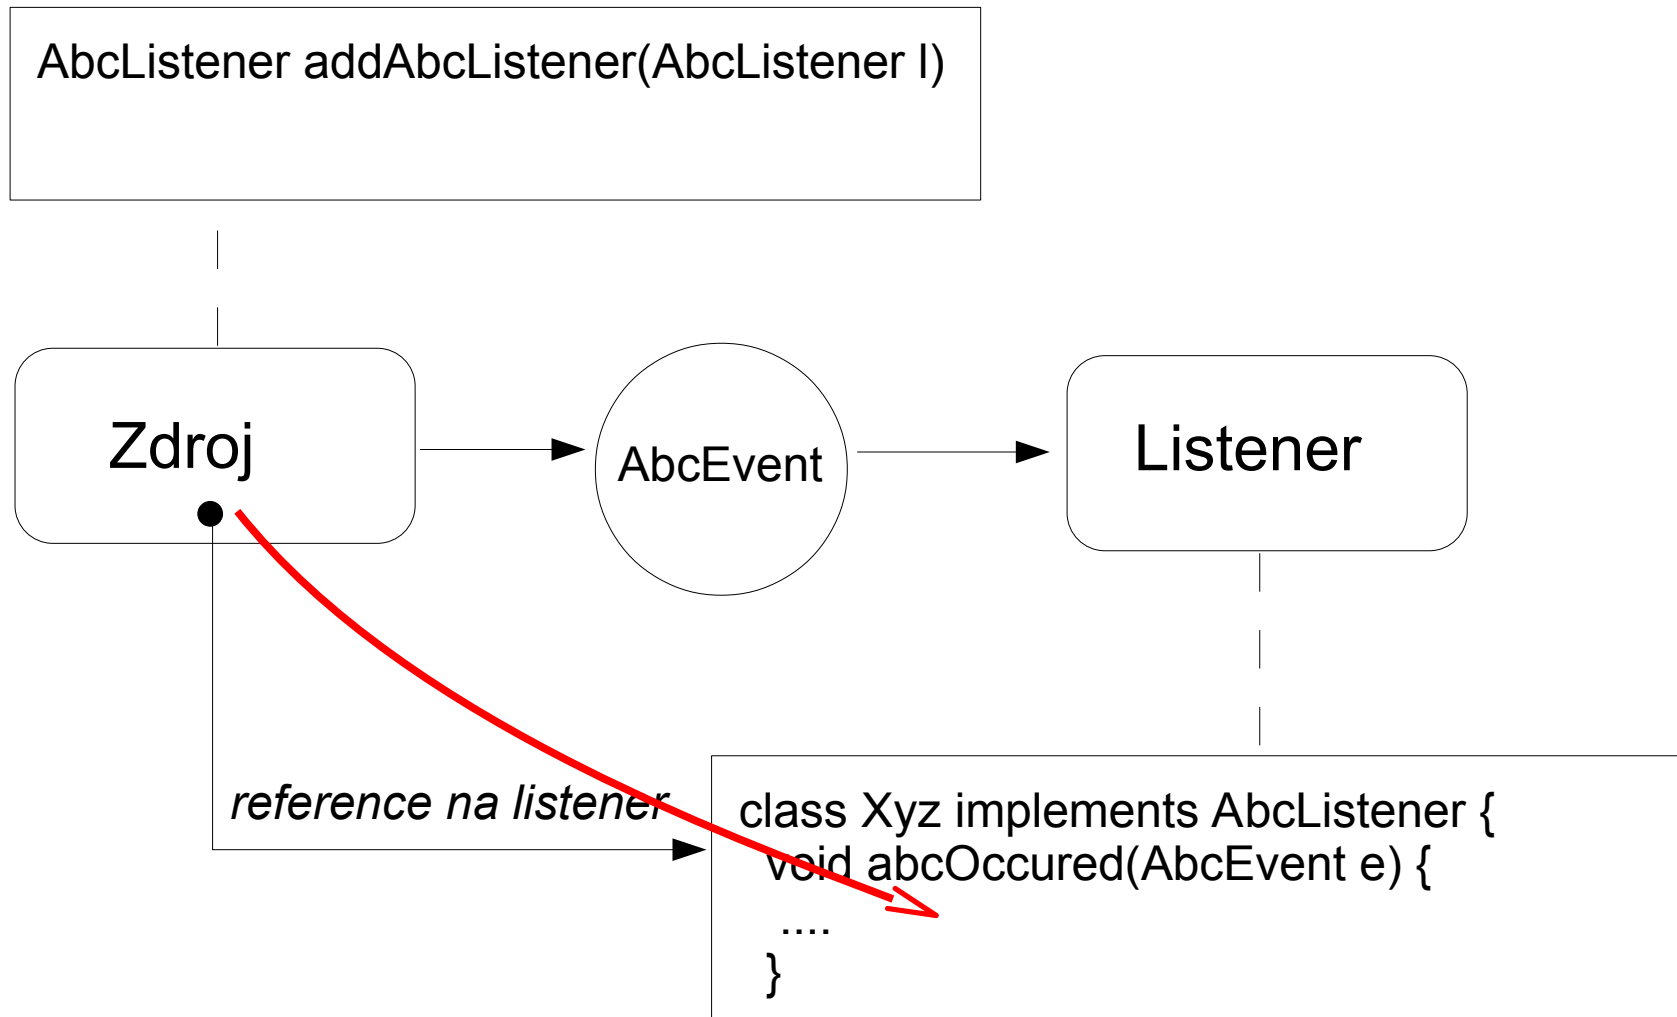 AbcListener addAbcListener(AbcListener l)
Zdroj
AbcEvent
Listener
reference na listener
class Xyz implements AbcListener {
void abcOccured(AbcEvent e) {
....
}